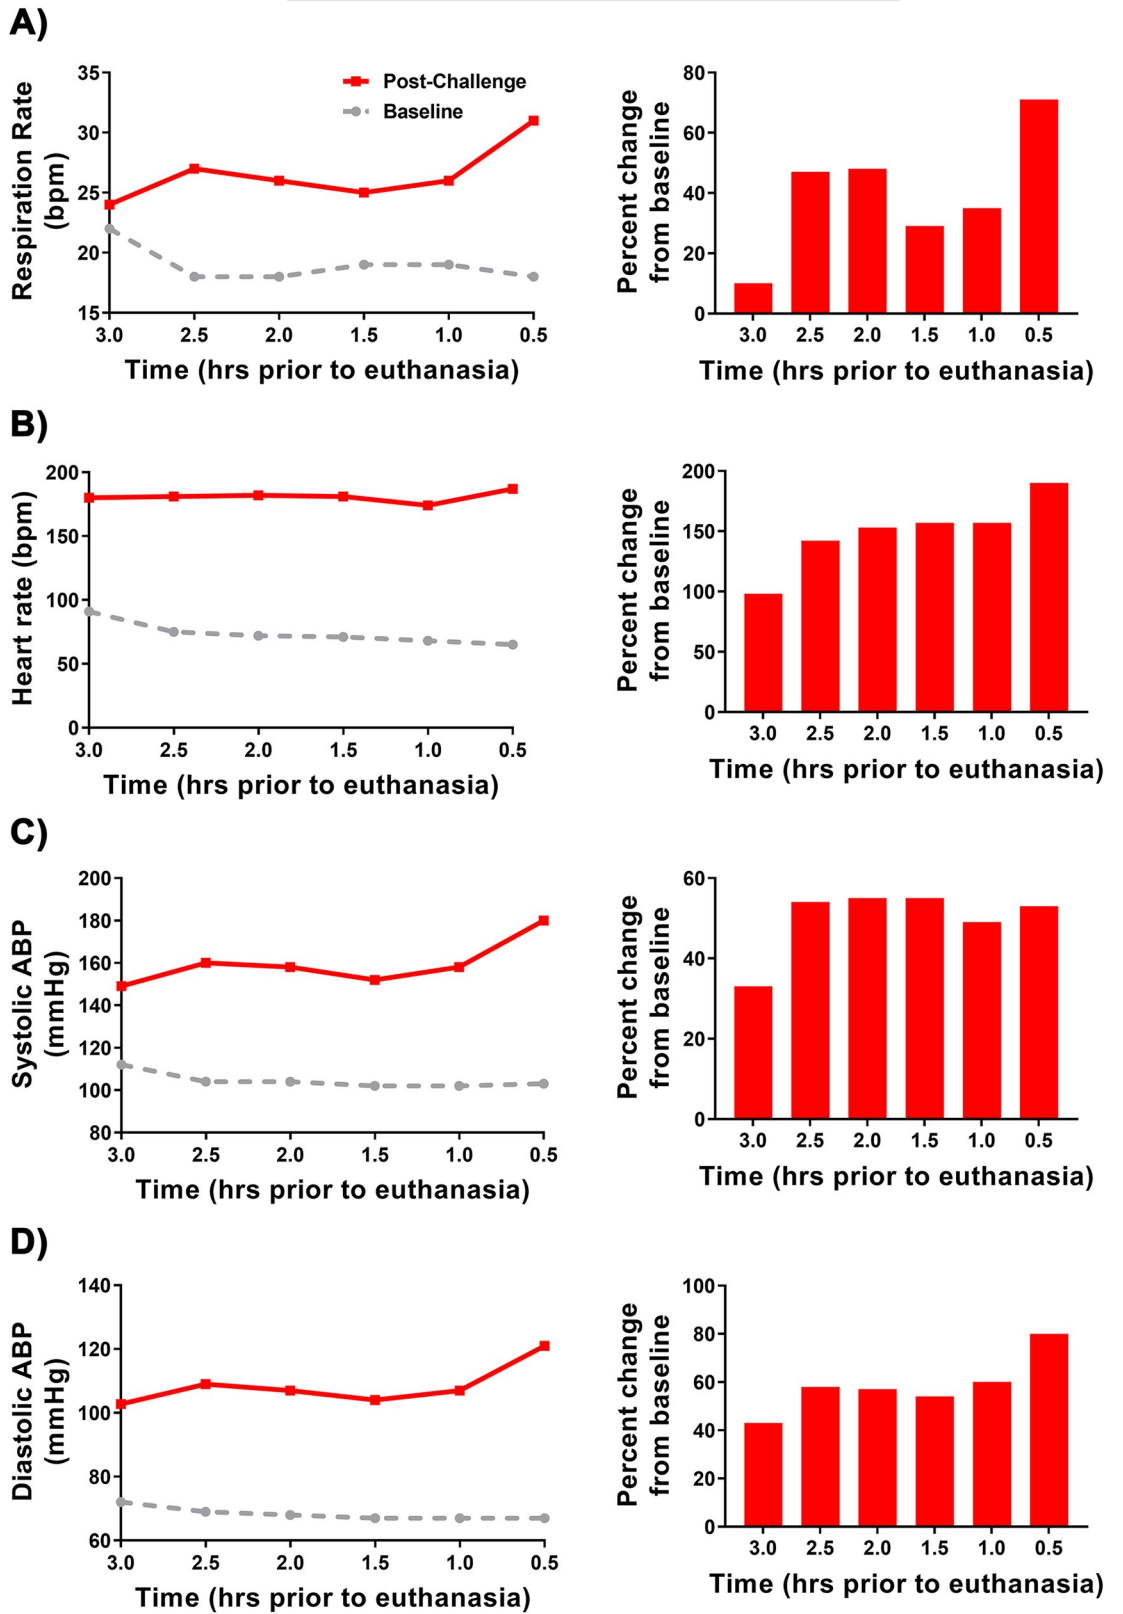 A)
Respiration Rate
(bpm)
35
30
25
20
15
Post-Challenge
Baseline
3.0 2.5 2.0 1.5 1.0 0.5
Time (hrs prior to euthanasia)
Percent change
from baseline
80
60
40
20
0
3.0 2.5 2.0 1.5 1.0 0.5
Time (hrs prior to euthanasia)
B)
Heart rate (bpm)
200
150
100
50
0
3.0 2.5 2.0 1.5 1.0 0.5
Time (hrs prior to euthanasia)
Percent change
from baseline
200
150
100
50
0
3.0 2.5 2.0 1.5 1.0 0.5
Time (hrs prior to euthanasia)
C)
Systolic ABP
(mmHg)
200
180
160
140
120
100
80
3.0 2.5 2.0 1.5 1.0 0.5
Time (hrs prior to euthanasia)
Percent change
from baseline
60
40
20
0
3.0 2.5 2.0 1.5 1.0 0.5
Time (hrs prior to euthanasia)
D)
Diastolic ABP
(mmHg)
140
120
100
80
60
3.0 2.5 2.0 1.5 1.0 0.5
Time (hrs prior to euthanasia)
Percent change
from baseline
100
80
60
40
20
0
3.0 2.5 2.0 1.5 1.0 0.5
Time (hrs prior to euthanasia)